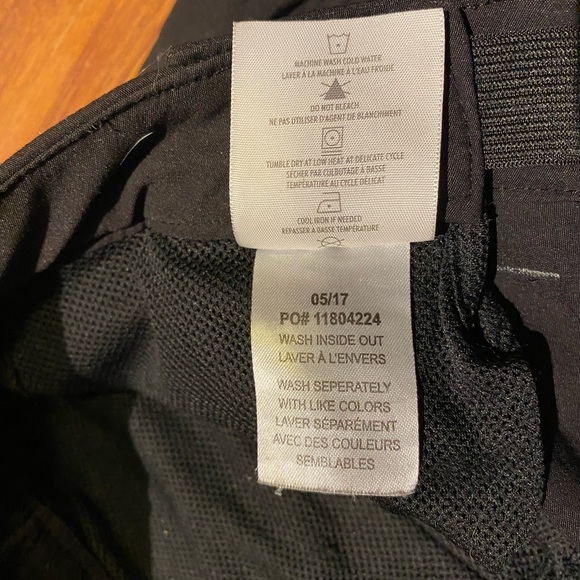 MACHINE WASH COLD WATER
LAVER À LA MACHINE À L'EAU FROIDE
DO NOT BLEACH
NE PAS UTILISER D'AGENT DE BLANCHIMENT
TUMBLE DRY AT LOW HEAT AT DELICATE CYCLE
SÉCHER PAR CULBUTAGE À BASSE
TEMPÉRATURE AU CYCLE DÉLICAT
COOL IRON IF NEEDED
REPASSER A BASSE TEMPÉRATURE
05/17
PO# 11804224
WASH INSIDE OUT
LAVER À L'ENVERS
WASH SEPERATELY
WITH LIKE COLORS
LAVER SÉPARÉMENT
AVEC DES COULEURS
SEMBLABLES